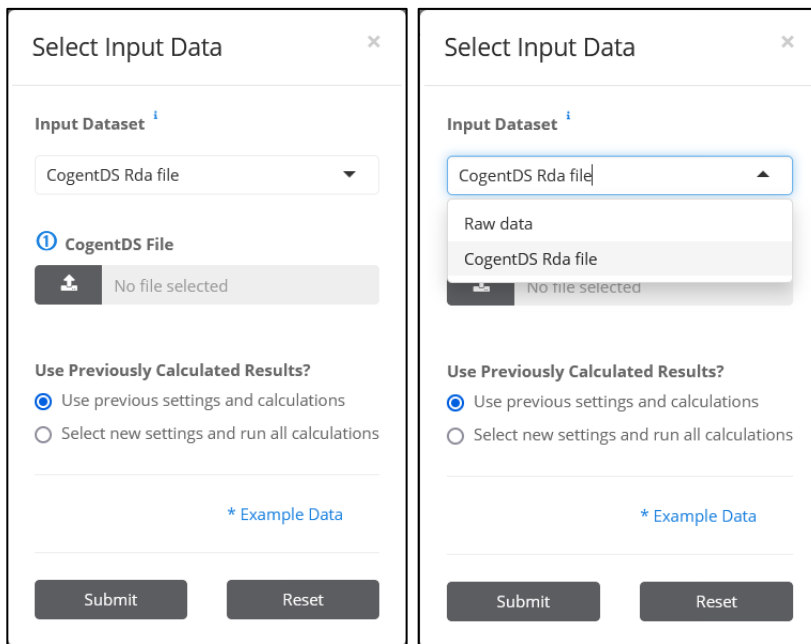 Select Input Data ×
Input Dataset i
CogentDS Rda file
① CogentDS File
No file selected
Use Previously Calculated Results?
Use previous settings and calculations
Select new settings and run all calculations
* Example Data
Submit Reset
Select Input Data ×
Input Dataset i
CogentDS Rda file
Raw data
CogentDS Rda file
No file selected
Use Previously Calculated Results?
Use previous settings and calculations
Select new settings and run all calculations
* Example Data
Submit Reset